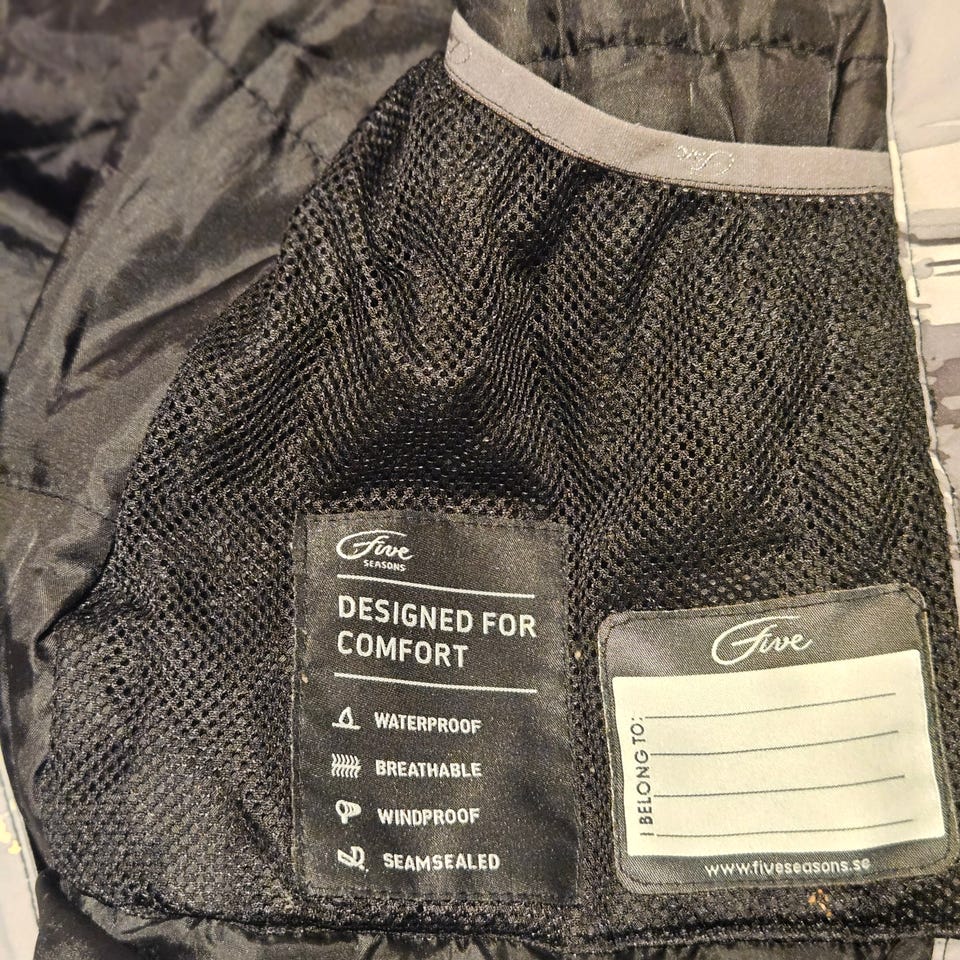 Five
SEASONS
DESIGNED FOR
COMFORT
WATERPROOF
BREATHABLE
WINDPROOF
SEAMSEALED
Five
I BELONG TO:
www.fiveseasons.se